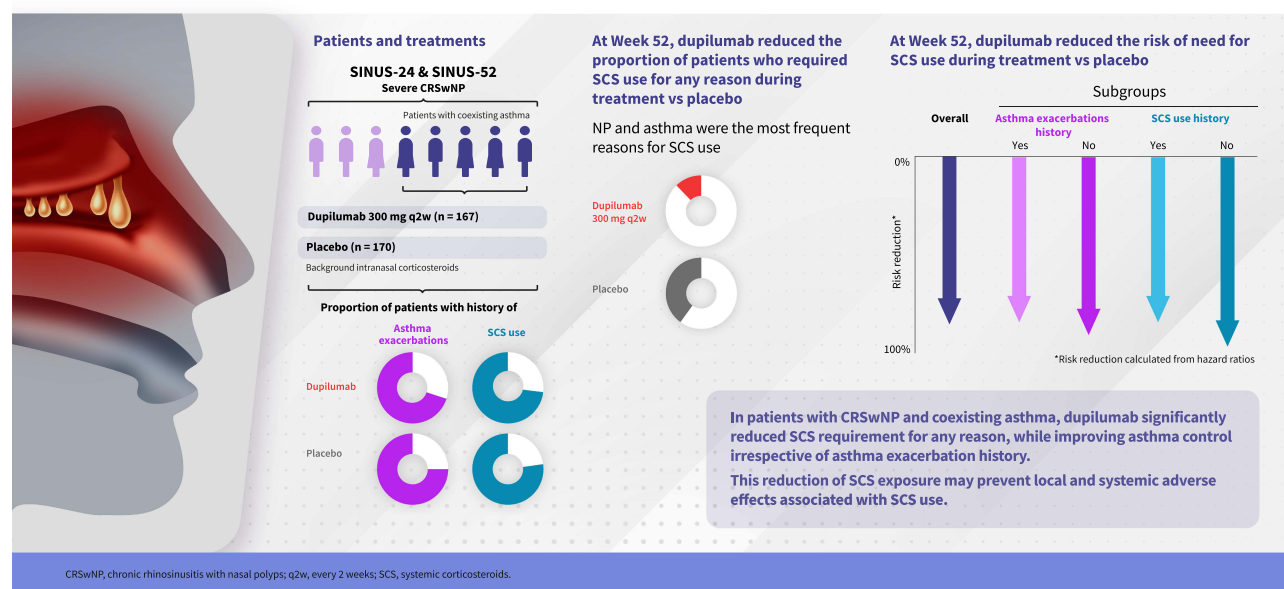 Patients and treatments
SINUS-24 & SINUS-52
Severe CRSwNP
Patients with coexisting asthma
Dupilumab 300 mg q2w (n = 167)
Placebo (n = 170)
Background intranasal corticosteroids
Proportion of patients with history of
Asthma
exacerbations
SCS use
Dupilumab
Placebo
At Week 52, dupilumab reduced the
proportion of patients who required
SCS use for any reason during
treatment vs placebo
NP and asthma were the most frequent
reasons for SCS use
Dupilumab
300 mg q2w
Placebo
At Week 52, dupilumab reduced the risk of need for
SCS use during treatment vs placebo
Subgroups
Overall
Asthma exacerbations
history
SCS use history
Yes
No
Yes
No
0%
Risk reduction*
100%
*Risk reduction calculated from hazard ratios
In patients with CRSwNP and coexisting asthma, dupilumab significantly
reduced SCS requirement for any reason, while improving asthma control
irrespective of asthma exacerbation history.
This reduction of SCS exposure may prevent local and systemic adverse
effects associated with SCS use.
CRSwNP, chronic rhinosinusitis with nasal polyps; q2w, every 2 weeks; SCS, systemic corticosteroids.